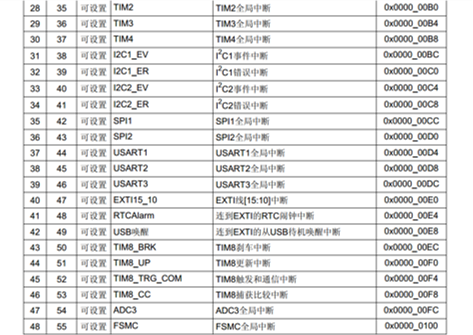 28 35 可设置 TIM2 TIM2全局中断 0x0000_00B0
29 36 可设置 TIM3 TIM3全局中断 0x0000_00B4
30 37 可设置 TIM4 TIM4全局中断 0x0000_00B8
31 38 可设置 I2C1_EV I²C1事件中断 0x0000_00BC
32 39 可设置 I2C1_ER I²C1错误中断 0x0000_00C0
33 40 可设置 I2C2_EV I²C2事件中断 0x0000_00C4
34 41 可设置 I2C2_ER I²C2错误中断 0x0000_00C8
35 42 可设置 SPI1 SPI1全局中断 0x0000_00CC
36 43 可设置 SPI2 SPI2全局中断 0x0000_00D0
37 44 可设置 USART1 USART1全局中断 0x0000_00D4
38 45 可设置 USART2 USART2全局中断 0x0000_00D8
39 46 可设置 USART3 USART3全局中断 0x0000_00DC
40 47 可设置 EXTI15_10 EXTI线[15:10]中断 0x0000_00E0
41 48 可设置 RTCAlarm 连到EXTI的RTC闹钟中断 0x0000_00E4
42 49 可设置 USB唤醒 连到EXTI的从USB待机唤醒中断 0x0000_00E8
43 50 可设置 TIM8_BRK TIM8刹车中断 0x0000_00EC
44 51 可设置 TIM8_UP TIM8更新中断 0x0000_00F0
45 52 可设置 TIM8_TRG_COM TIM8触发和通信中断 0x0000_00F4
46 53 可设置 TIM8_CC TIM8捕获比较中断 0x0000_00F8
47 54 可设置 ADC3 ADC3全局中断 0x0000_00FC
48 55 可设置 FSMC FSMC全局中断 0x0000_0100